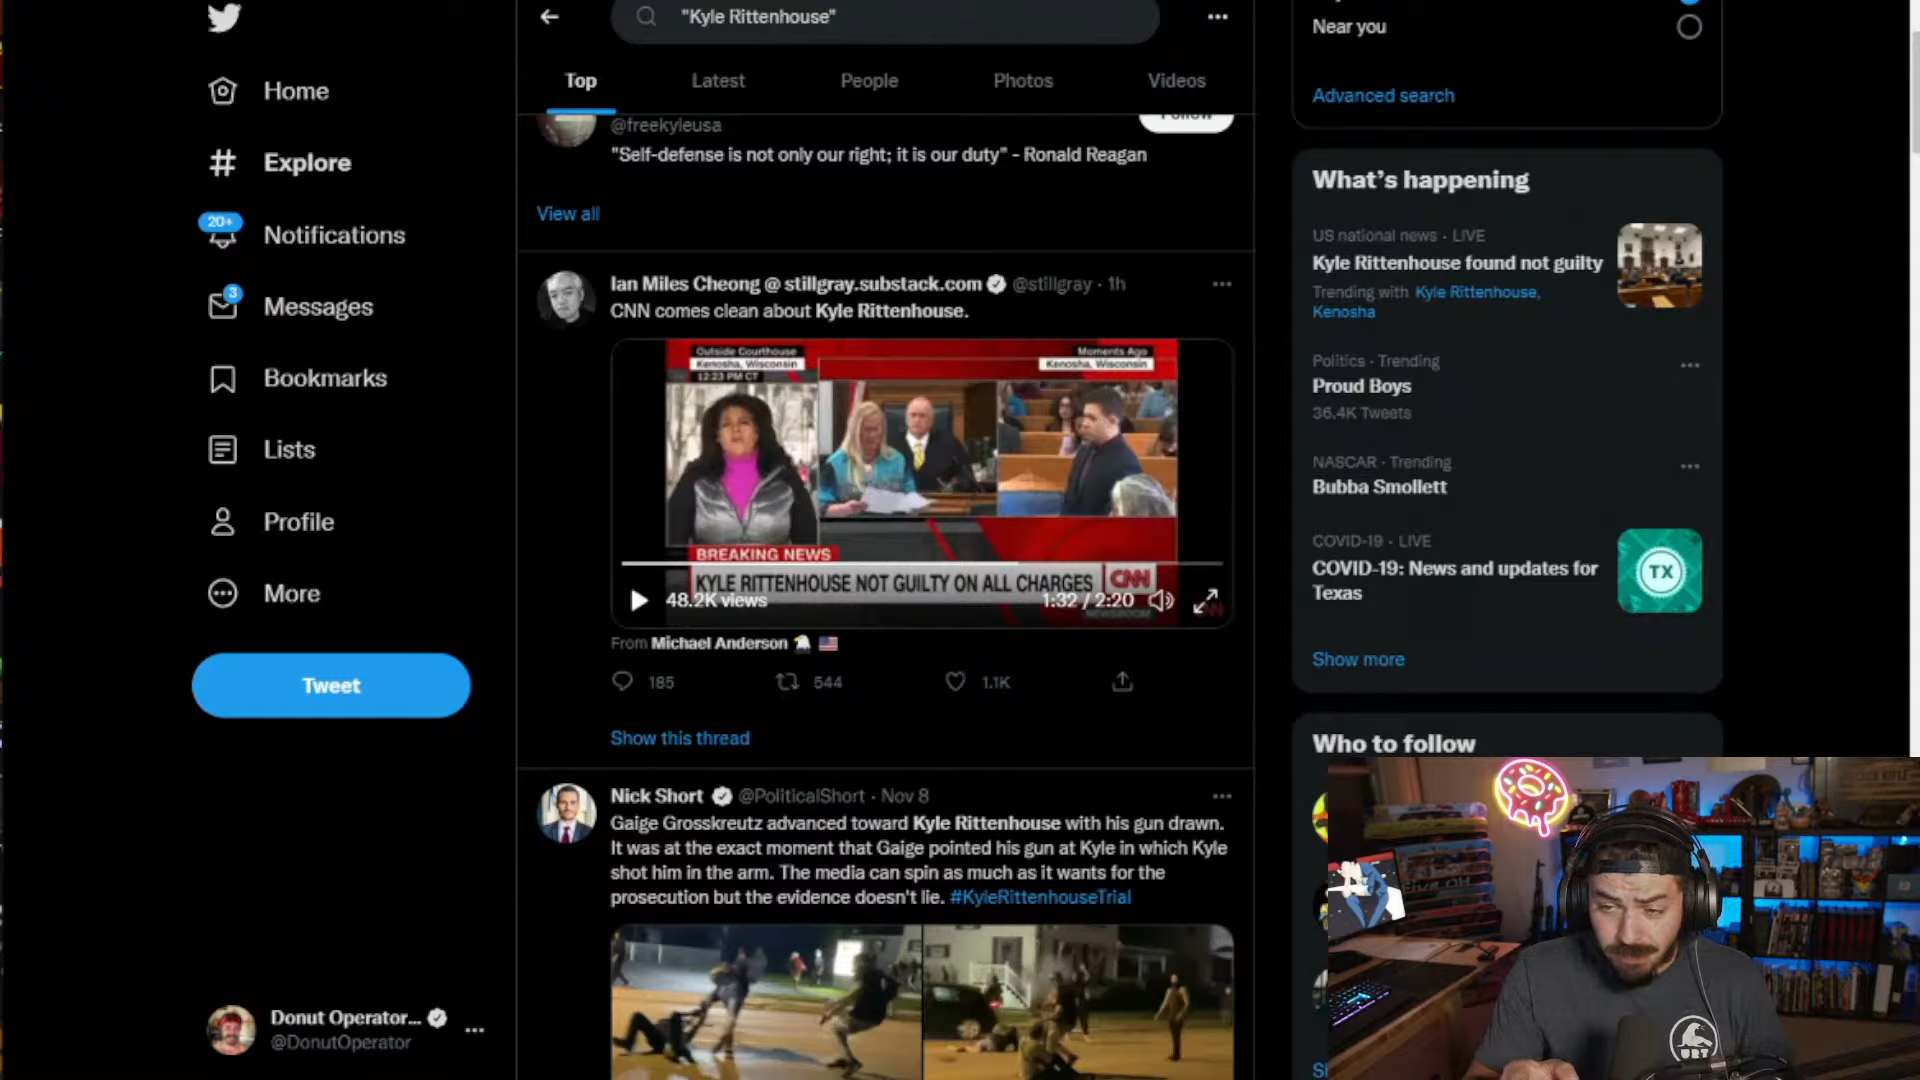 "Kyle Rittenhouse"
Top
Latest
People
Photos
Videos
Home
Explore
20+
Notifications
3
Messages
Bookmarks
Lists
Profile
More
Tweet
Donut Operator...
@DonutOperator
@freekyleusa
Follow
"Self-defense is not only our right; it is our duty" - Ronald Reagan
View all
Ian Miles Cheong @ stillgray.substack.com @stillgray · 1h
CNN comes clean about Kyle Rittenhouse.
Outside Courthouse
Kenosha, Wisconsin
12:23 PM CT
Moments Ago
Kenosha, Wisconsin
BREAKING NEWS
KYLE RITTENHOUSE NOT GUILTY ON ALL CHARGES
CNN
NEWSROOM
48.2K views
1:32 / 2:20
From Michael Anderson
185
544
1.1K
Show this thread
Nick Short @PoliticalShort · Nov 8
Gaige Grosskreutz advanced toward Kyle Rittenhouse with his gun drawn.
It was at the exact moment that Gaige pointed his gun at Kyle in which Kyle
shot him in the arm. The media can spin as much as it wants for the
prosecution but the evidence doesn't lie. #KyleRittenhouseTrial
Near you
Advanced search
What's happening
US national news · LIVE
Kyle Rittenhouse found not guilty
Trending with Kyle Rittenhouse,
Kenosha
Politics · Trending
Proud Boys
36.4K Tweets
NASCAR · Trending
Bubba Smollett
COVID-19 · LIVE
COVID-19: News and updates for
Texas
TX
Show more
Who to follow